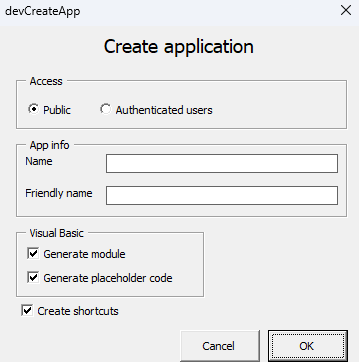 devCreateApp
Create application
Access
Public
Authenticated users
App info
Name
Friendly name
Visual Basic
Generate module
Generate placeholder code
Create shortcuts
Cancel
OK